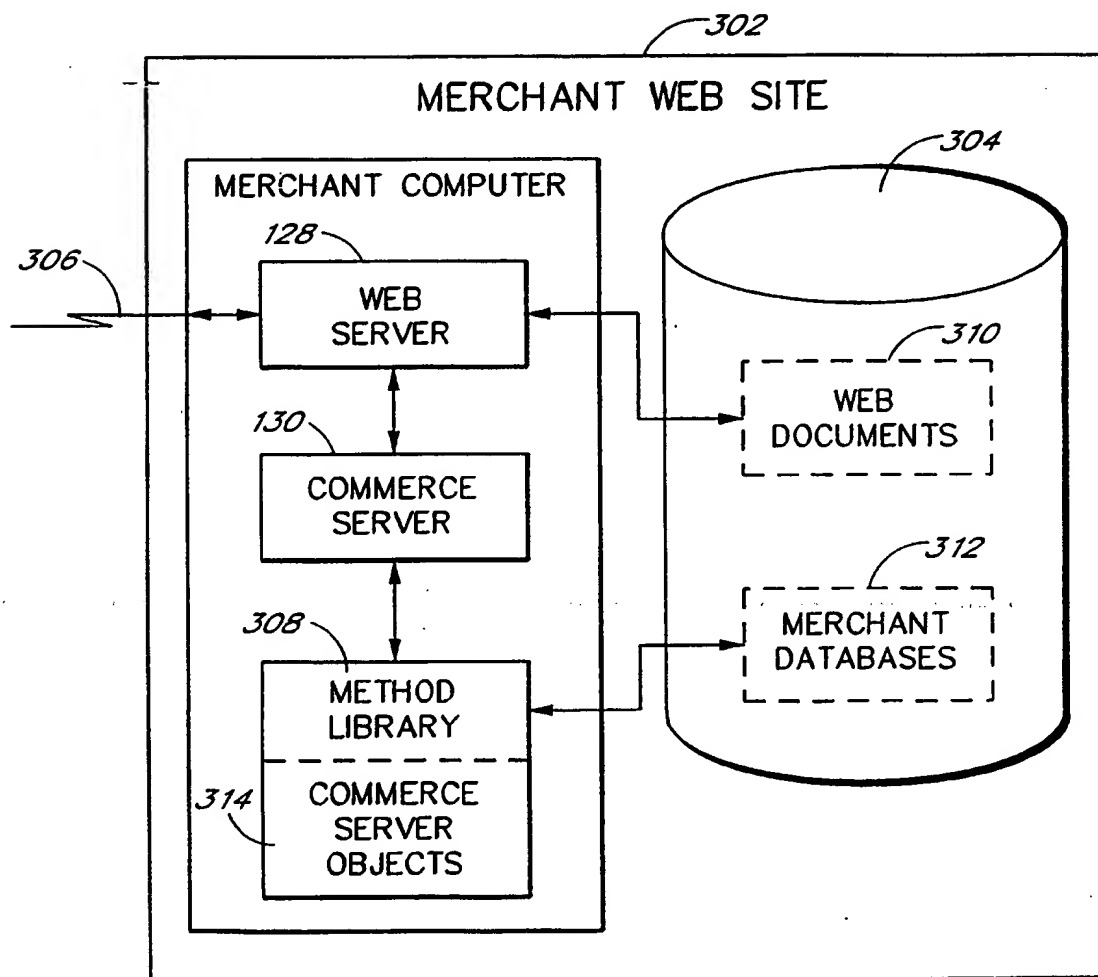 302
MERCHANT WEB SITE
304
MERCHANT COMPUTER
128
306
WEB
SERVER
310
WEB
DOCUMENTS
130
COMMERCE
SERVER
312
MERCHANT
DATABASES
308
METHOD
LIBRARY
314
COMMERCE
SERVER
OBJECTS